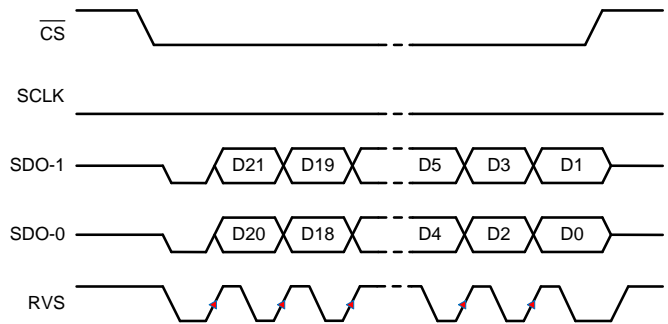 CS
SCLK
SDO-1 D21 D19 D5 D3 D1
SDO-0 D20 D18 D4 D2 D0
RVS